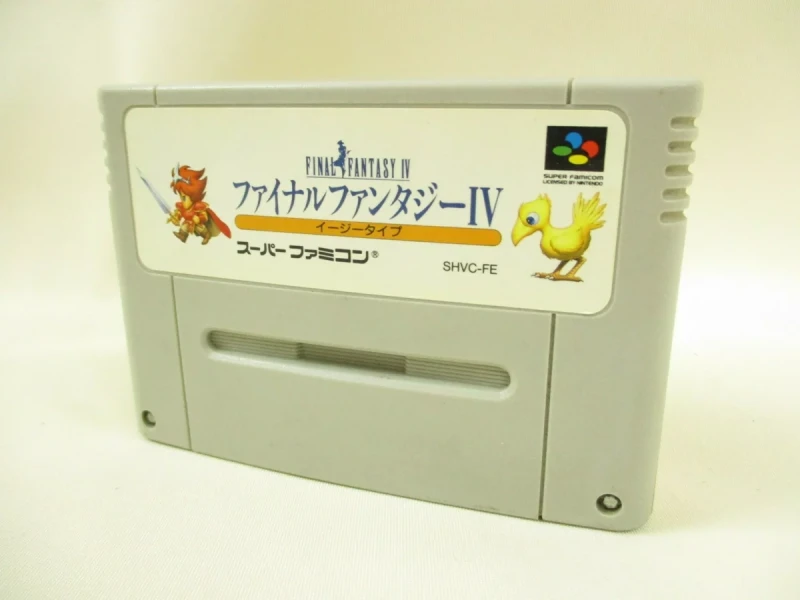 FINAL FANTASY IV
ファイナルファンタジーIV
イージータイプ
スーパーファミコン®
SHVC-FE
SUPER FAMICOM
LICENSED BY NINTENDO